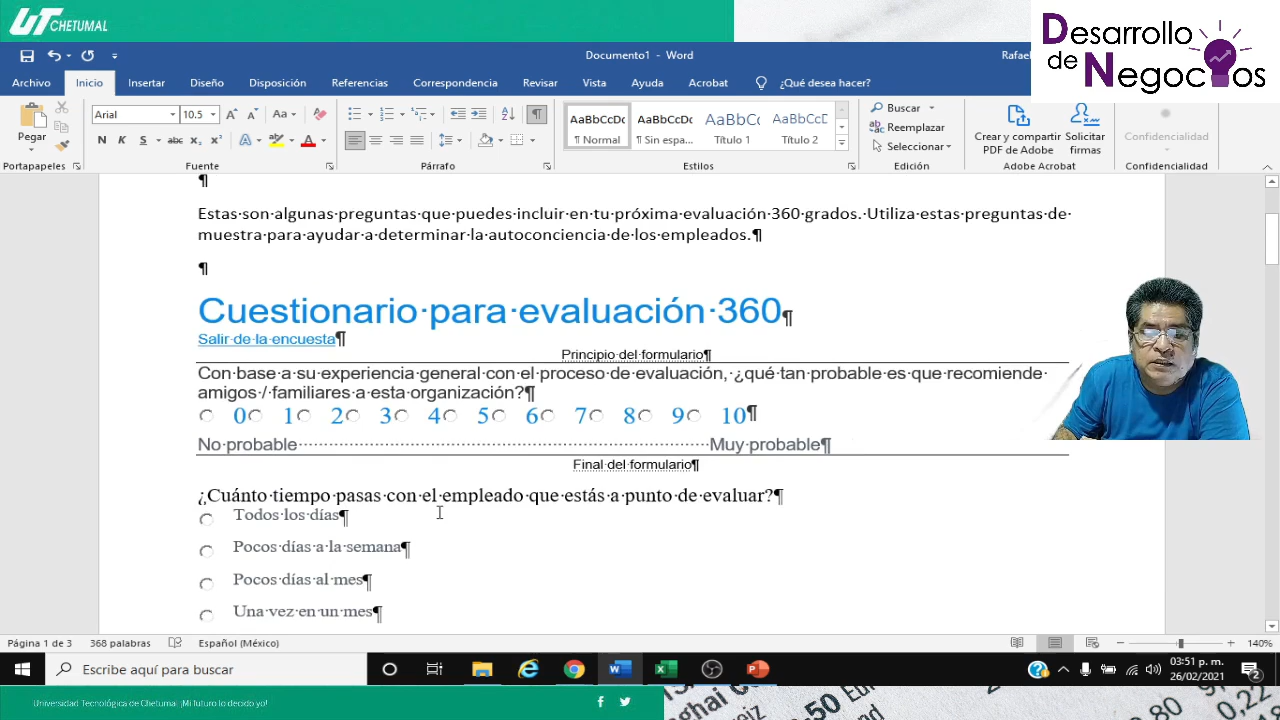 UT CHETUMAL
Desarrollo
de Negocios
Documento1 - Word
Rafael
Archivo Inicio Insertar Diseño Disposición Referencias Correspondencia Revisar Vista Ayuda Acrobat ¿Qué desea hacer?
Pegar
Arial 10.5
AaBbCcDc AaBbCcDc AaBbCc AaBbCcD
¶ Normal ¶ Sin espa... Título 1 Título 2
Buscar
Reemplazar
Seleccionar
Crear y compartir PDF de Adobe
Solicitar firmas
Confidencialidad
Portapapeles Fuente Párrafo Estilos Edición Adobe Acrobat Confidencialidad
¶
Estas·son·algunas·preguntas·que·puedes·incluir·en·tu·próxima·evaluación·360·grados.·Utiliza·estas·preguntas·de·
muestra·para·ayudar·a·determinar·la·autoconciencia·de·los·empleados.¶
¶
Cuestionario·para·evaluación·360¶
Salir·de·la·encuesta¶
Principio·del·formulario¶
Con·base·a·su·experiencia·general·con·el·proceso·de·evaluación,·¿qué·tan·probable·es·que·recomiende·
amigos·/·familiares·a·esta·organización?¶
0 1 2 3 4 5 6 7 8 9 10¶
No·probable·······Muy·probable¶
Final·del·formulario¶
¿Cuánto·tiempo·pasas·con·el·empleado·que·estás·a·punto·de·evaluar?¶
Todos·los·días¶
Pocos·días·a·la·semana¶
Pocos·días·al·mes¶
Una·vez·en·un·mes¶
Página 1 de 3 368 palabras Español (México) 140%
Escribe aquí para buscar
03:51 p. m.
26/02/2021
Universidad Tecnológica de Chetumal ¡Mi futuro lo decido yo!